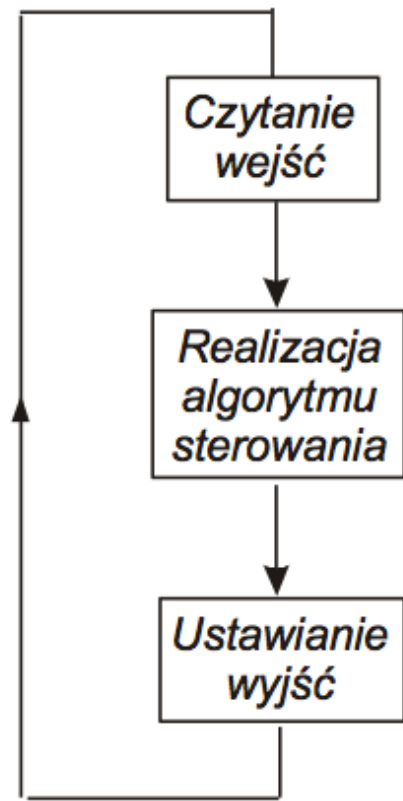 Czytanie
wejść
Realizacja
algorytmu
sterowania
Ustawianie
wyjść